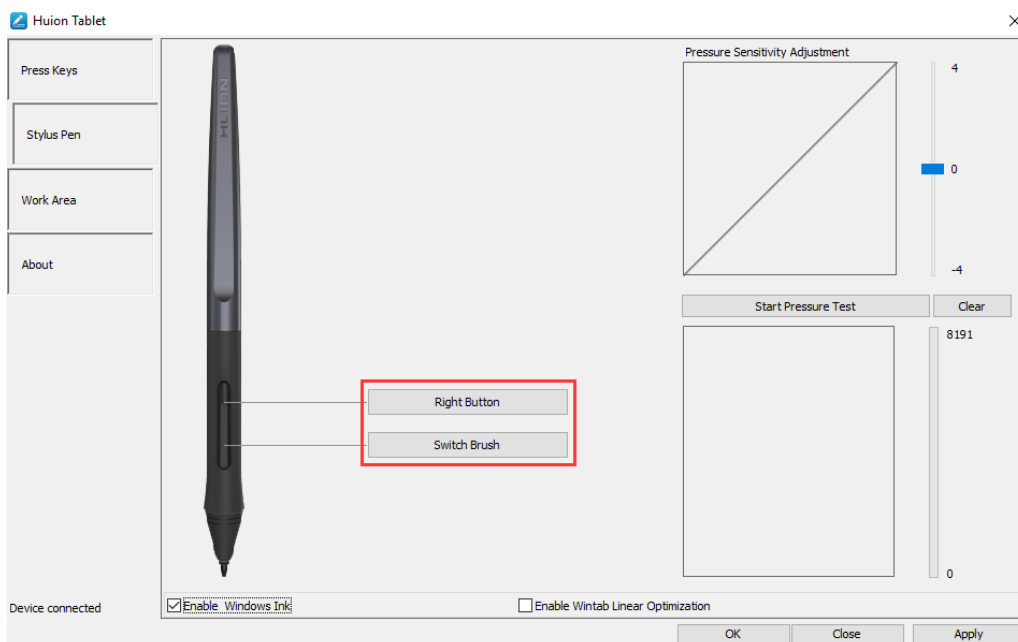 Huion Tablet
Press Keys
Stylus Pen
Work Area
About
Device connected
HUION
Right Button
Switch Brush
Pressure Sensitivity Adjustment
4
0
-4
Start Pressure Test
Clear
8191
0
Enable Windows Ink
Enable Wintab Linear Optimization
OK
Close
Apply